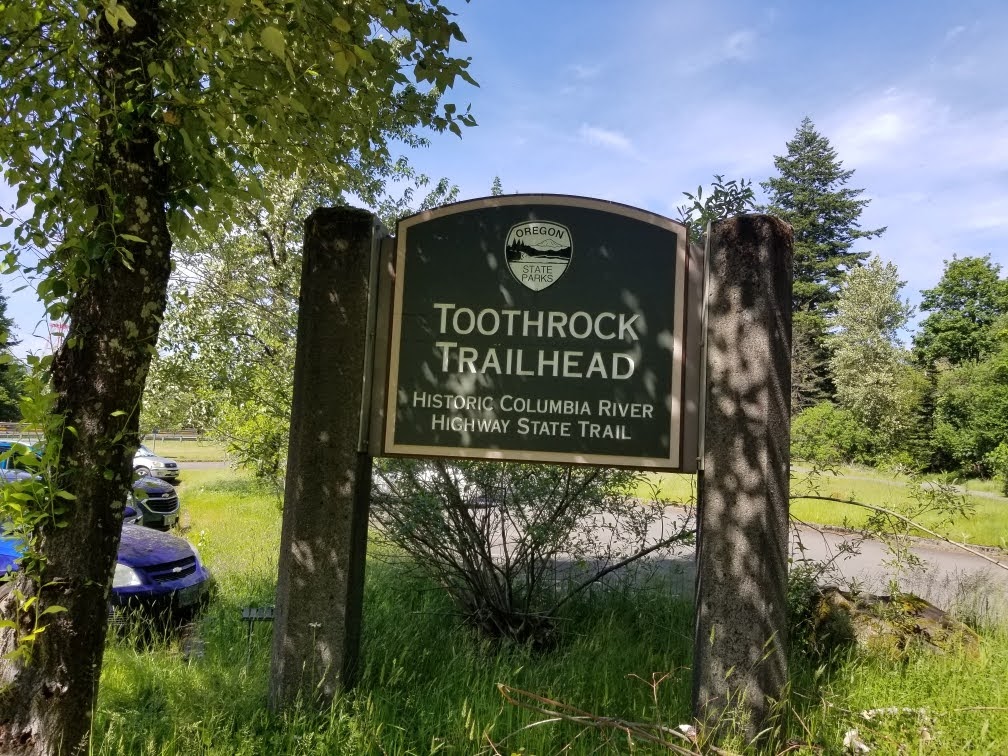 OREGON
STATE
PARKS
TOOTHROCK
TRAILHEAD
HISTORIC COLUMBIA RIVER
HIGHWAY STATE TRAIL